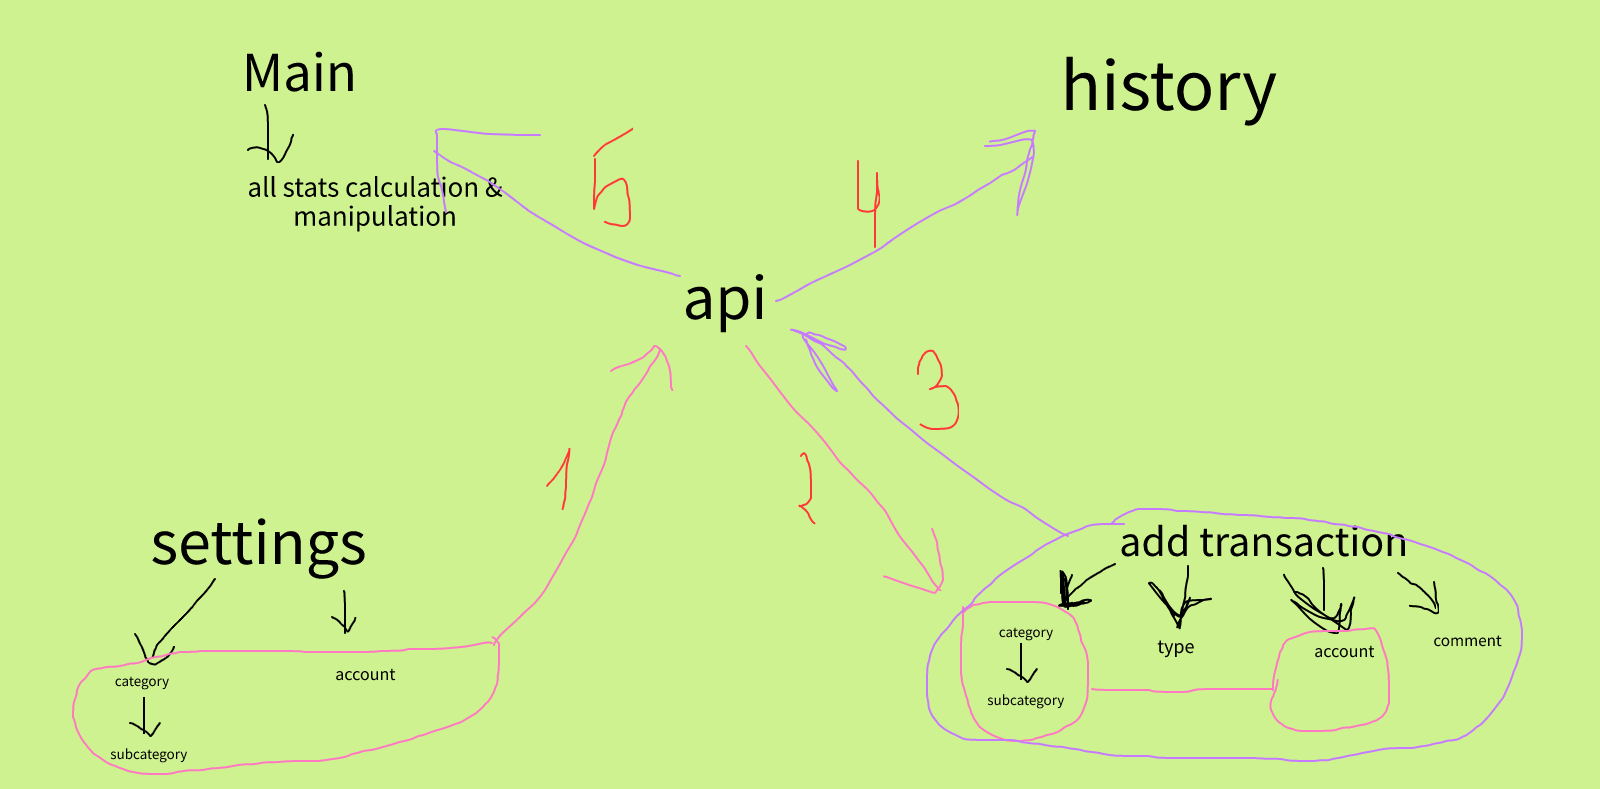 Main
history
all stats calculation &
manipulation
5
4
api
3
1
2
settings
add transaction
category
account
subcategory
category
type
account
comment
subcategory